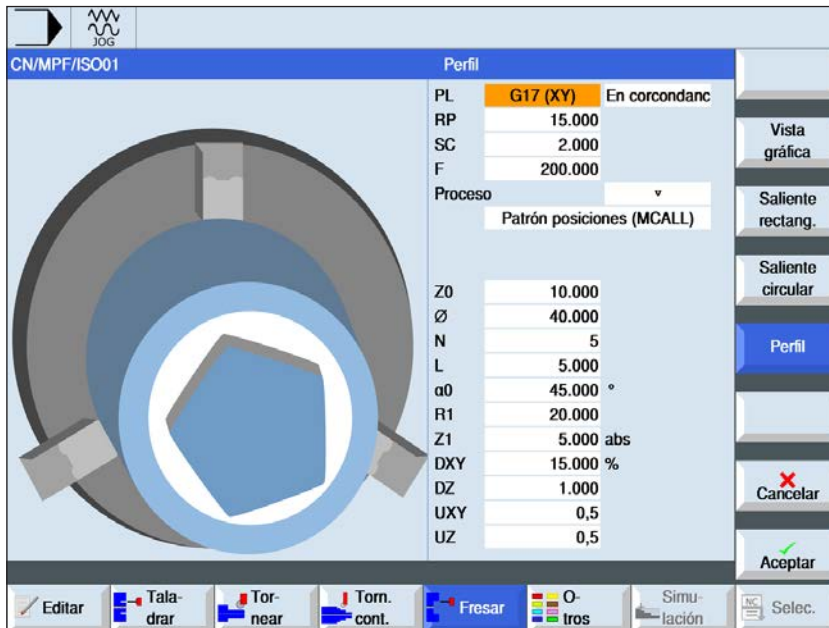 JOG
CN/MPF/ISO01
Perfil
PL G17 (XY) En corcondanc
RP 15.000
SC 2.000
F 200.000
Proceso ▿
Patrón posiciones (MCALL)
Z0 10.000
Ø 40.000
N 5
L 5.000
α0 45.000 °
R1 20.000
Z1 5.000 abs
DXY 15.000 %
DZ 1.000
UXY 0,5
UZ 0,5
Vista
gráfica
Saliente
rectang.
Saliente
circular
Perfil
Cancelar
Aceptar
Editar
Tala-
drar
Tor-
near
Torn.
cont.
Fresar
O-
tros
Simu-
lación
NC
Selec.